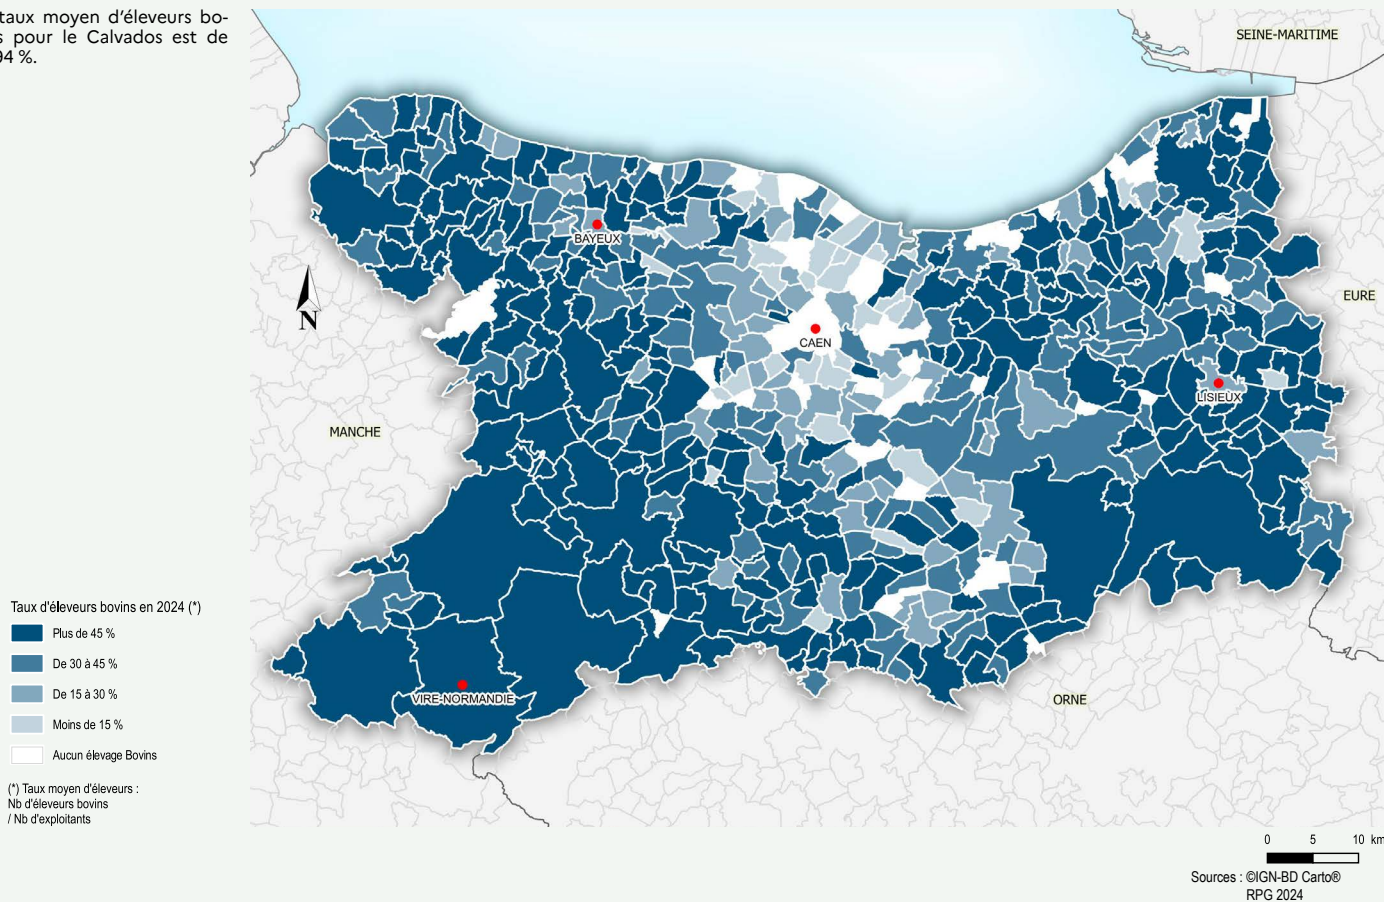 taux moyen d'éleveurs bo-
s pour le Calvados est de
94 %.
SEINE-MARITIME
BAYEUX
EURE
N
CAEN
LISIEUX
MANCHE
Taux d'éleveurs bovins en 2024 (*)
Plus de 45 %
De 30 à 45 %
De 15 à 30 %
Moins de 15 %
Aucun élevage Bovins
VIRE-NORMANDIE
ORNE
(*) Taux moyen d'éleveurs :
Nb d'éleveurs bovins
/ Nb d'exploitants
0 5 10 km
Sources : ©IGN-BD Carto®
RPG 2024